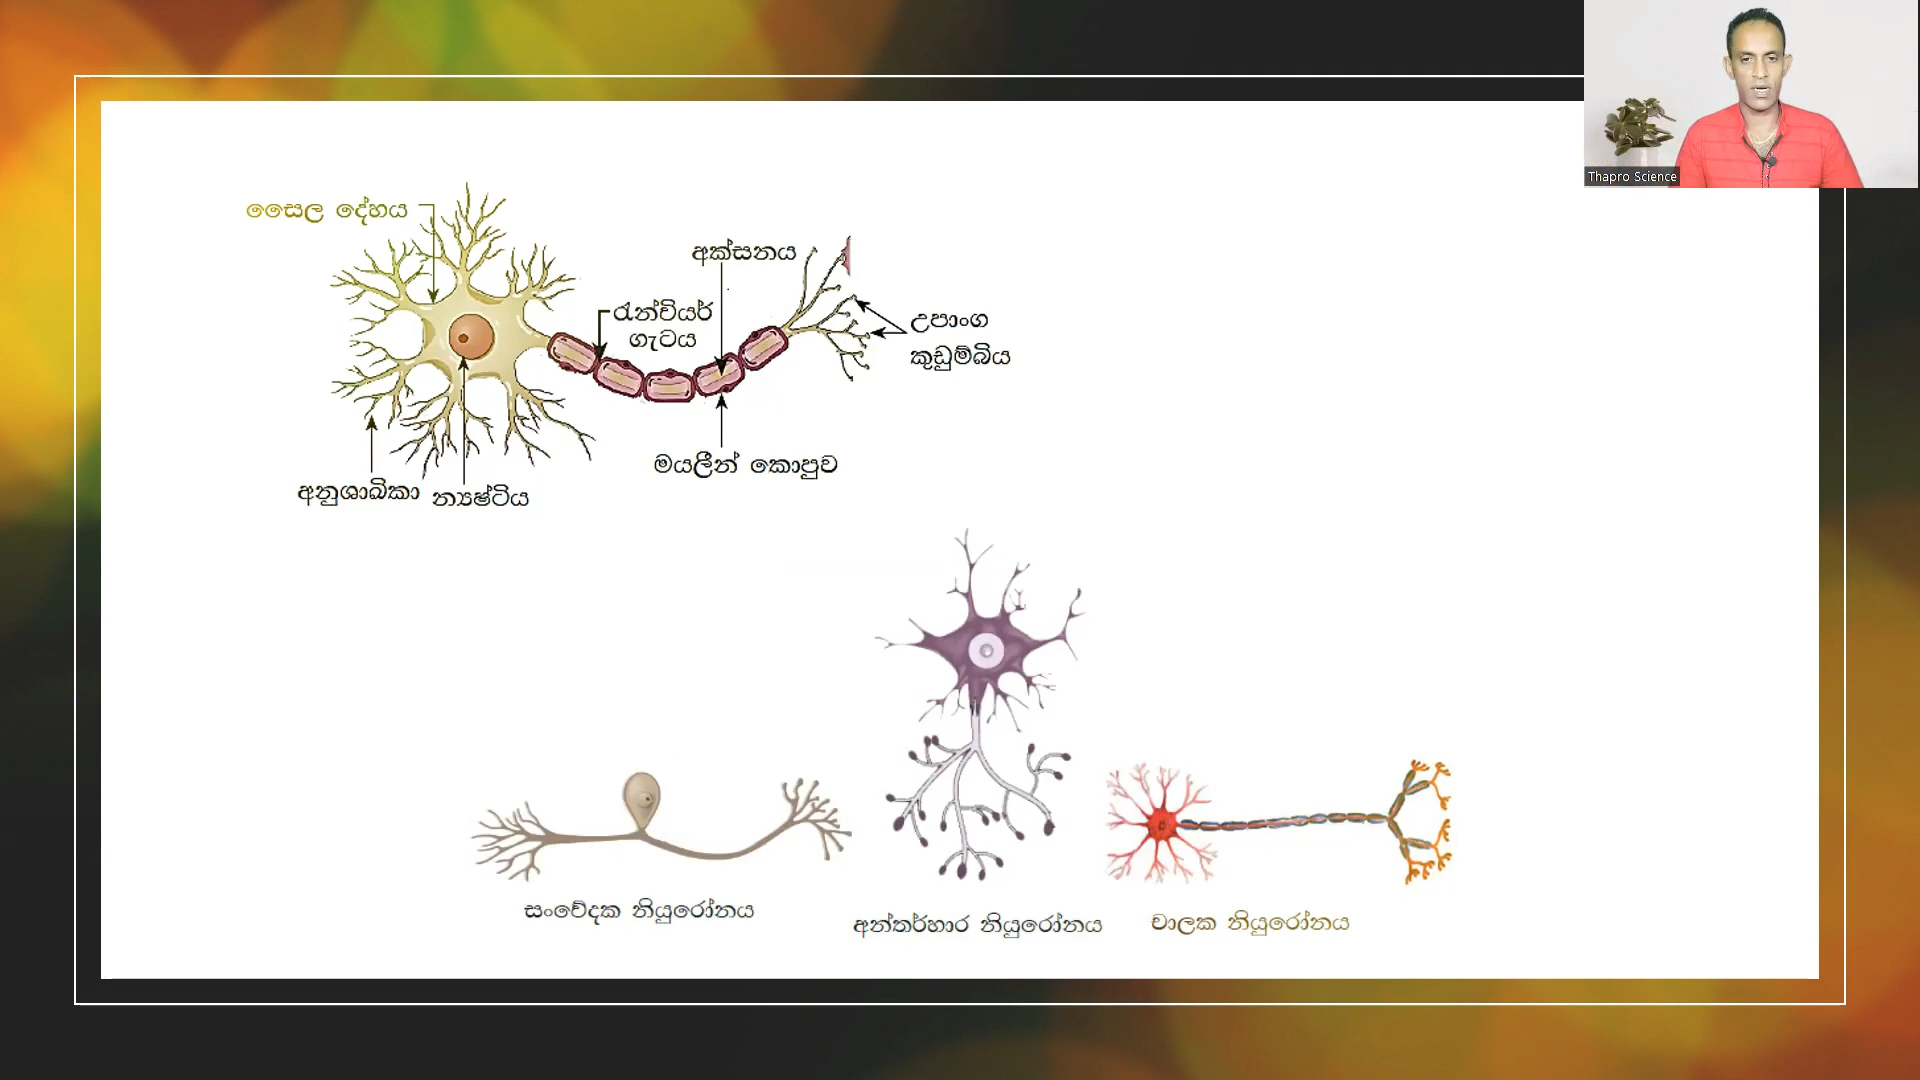 Thapro Science
සෛල දේහය
අක්සනය
රැන්වියර්
ගැටය
උපාංග
කුඩුම්බිය
මයලීන් කොපුව
අනුශාඛිකා
න්‍යෂ්ටිය
සංවේදක නියුරෝනය
අන්තර්හාර නියුරෝනය
චාලක නියුරෝනය